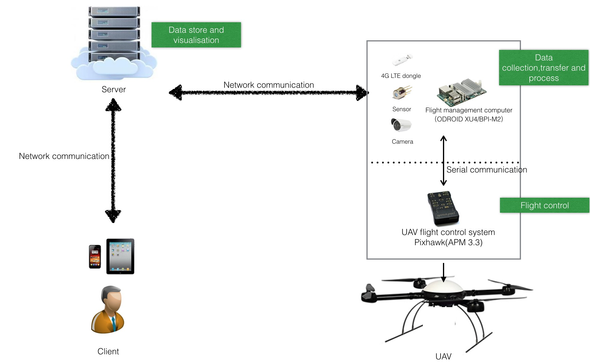 Data store and
visualisation
Server
Network communication
Network communication
Client
4G LTE dongle
Sensor
Camera
Flight management computer
(ODROID XU4/BPI-M2)
Data
collection,transfer and
process
Serial communication
UAV flight control system
Pixhawk(APM 3.3)
Flight control
UAV